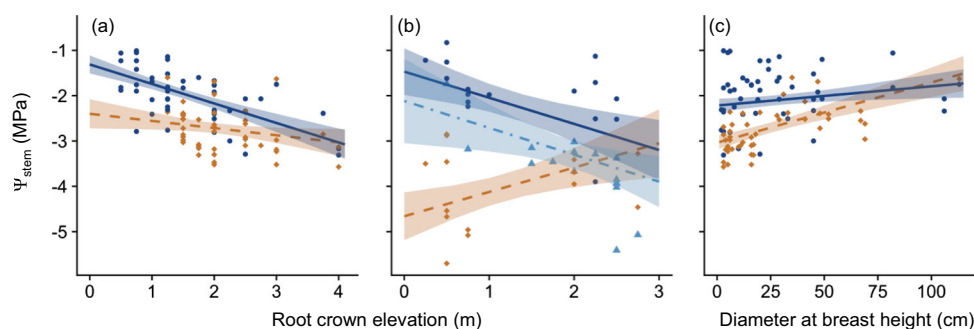 (a) (b) (c)
-1
-2
-3
-4
-5
Ψstem (MPa)
0 1 2 3 4 0 1 2 3 0 25 50 75 100
Root crown elevation (m) Diameter at breast height (cm)